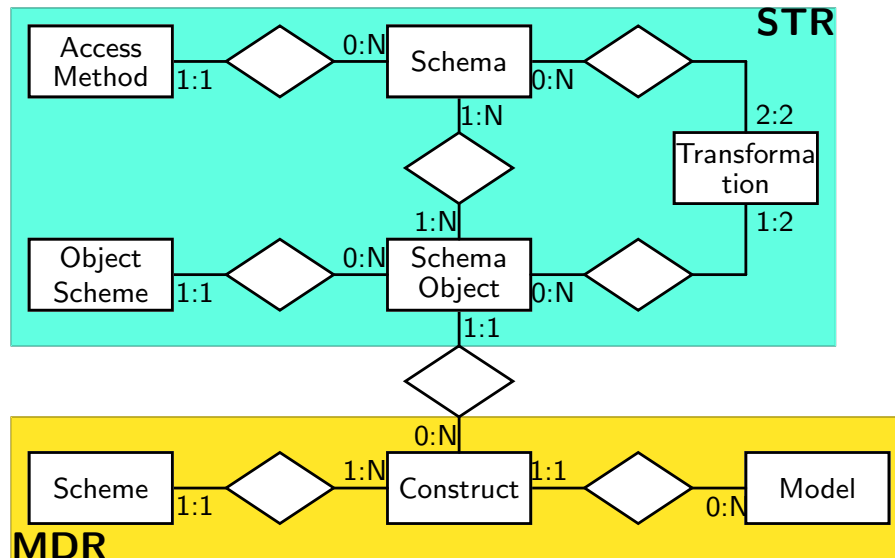 STR
Access
Method
1:1
0:N
Schema
0:N
1:N
2:2
Transforma
tion
1:2
1:N
Object
Scheme
1:1
0:N
Schema
Object
0:N
1:1
0:N
Scheme
1:1
1:N
Construct
1:1
0:N
Model
MDR